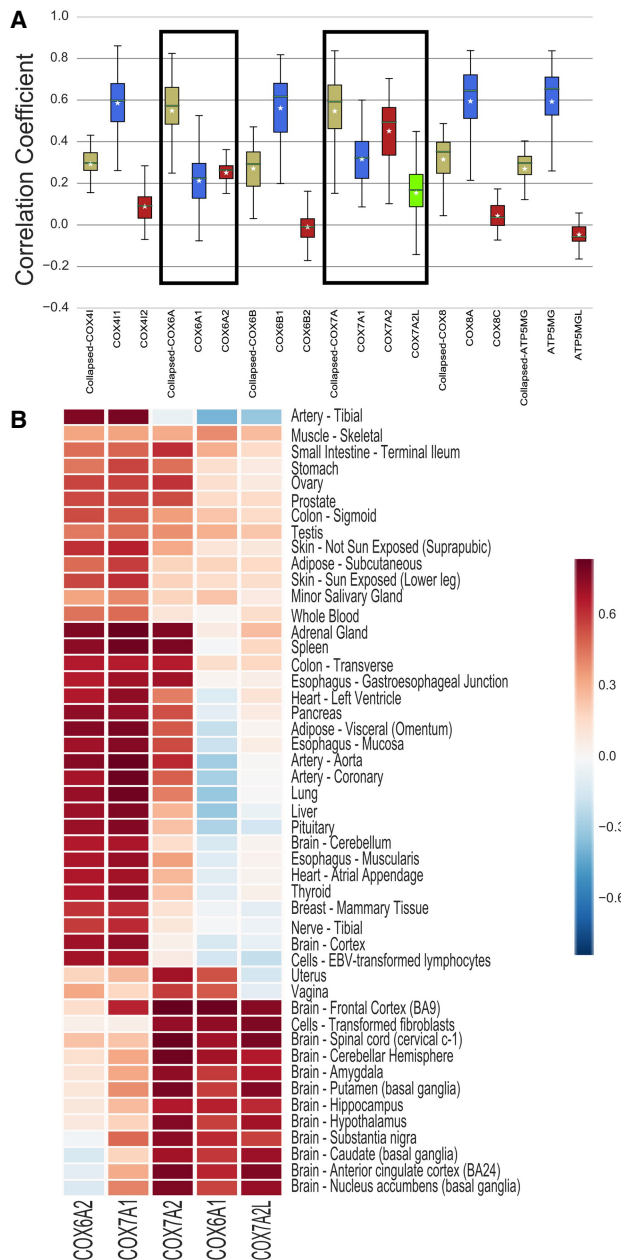 A
Correlation Coefficient
1.0
0.8
0.6
0.4
0.2
0.0
−0.2
−0.4
Collapsed-COX4I
COX4I1
COX4I2
Collapsed-COX6A
COX6A1
COX6A2
Collapsed-COX6B
COX6B1
COX6B2
Collapsed-COX7A
COX7A1
COX7A2
COX7A2L
Collapsed-COX8
COX8A
COX8C
Collapsed-ATP5MG
ATP5MG
ATP5MGL
B
Artery - Tibial
Muscle - Skeletal
Small Intestine - Terminal Ileum
Stomach
Ovary
Prostate
Colon - Sigmoid
Testis
Skin - Not Sun Exposed (Suprapubic)
Adipose - Subcutaneous
Skin - Sun Exposed (Lower leg)
Minor Salivary Gland
Whole Blood
Adrenal Gland
Spleen
Colon - Transverse
Esophagus - Gastroesophageal Junction
Heart - Left Ventricle
Pancreas
Adipose - Visceral (Omentum)
Esophagus - Mucosa
Artery - Aorta
Artery - Coronary
Lung
Liver
Pituitary
Brain - Cerebellum
Esophagus - Muscularis
Heart - Atrial Appendage
Thyroid
Breast - Mammary Tissue
Nerve - Tibial
Brain - Cortex
Cells - EBV-transformed lymphocytes
Uterus
Vagina
Brain - Frontal Cortex (BA9)
Cells - Transformed fibroblasts
Brain - Spinal cord (cervical c-1)
Brain - Cerebellar Hemisphere
Brain - Amygdala
Brain - Putamen (basal ganglia)
Brain - Hippocampus
Brain - Hypothalamus
Brain - Substantia nigra
Brain - Caudate (basal ganglia)
Brain - Anterior cingulate cortex (BA24)
Brain - Nucleus accumbens (basal ganglia)
COX6A2
COX7A1
COX7A2
COX6A1
COX7A2L
0.6
0.3
0.0
−0.3
−0.6